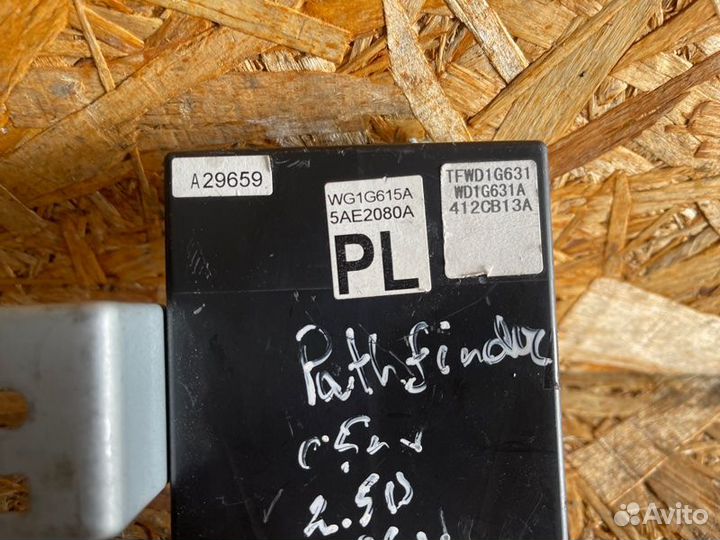 A29659
WG1G615A
5AE2080A
PL
TFWD1G631
WD1G631A
412CB13A
Pathfinder
2.5D
Avito